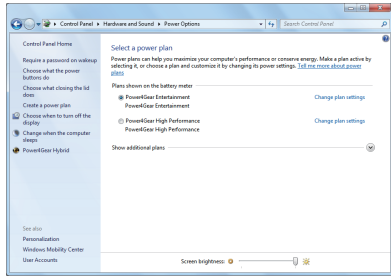 Control Panel ▸ Hardware and Sound ▸ Power Options
Search Control Panel
Control Panel Home
Require a password on wakeup
Choose what the power
buttons do
Choose what closing the lid
does
Create a power plan
Choose when to turn off the
display
Change when the computer
sleeps
Power4Gear Hybrid
See also
Personalization
Windows Mobility Center
User Accounts
Select a power plan
Power plans can help you maximize your computer's performance or conserve energy. Make a plan active by
selecting it, or choose a plan and customize it by changing its power settings. Tell me more about power
plans
Plans shown on the battery meter
Power4Gear Entertainment Change plan settings
Power4Gear Entertainment
Power4Gear High Performance Change plan settings
Power4Gear High Performance
Show additional plans
Screen brightness: